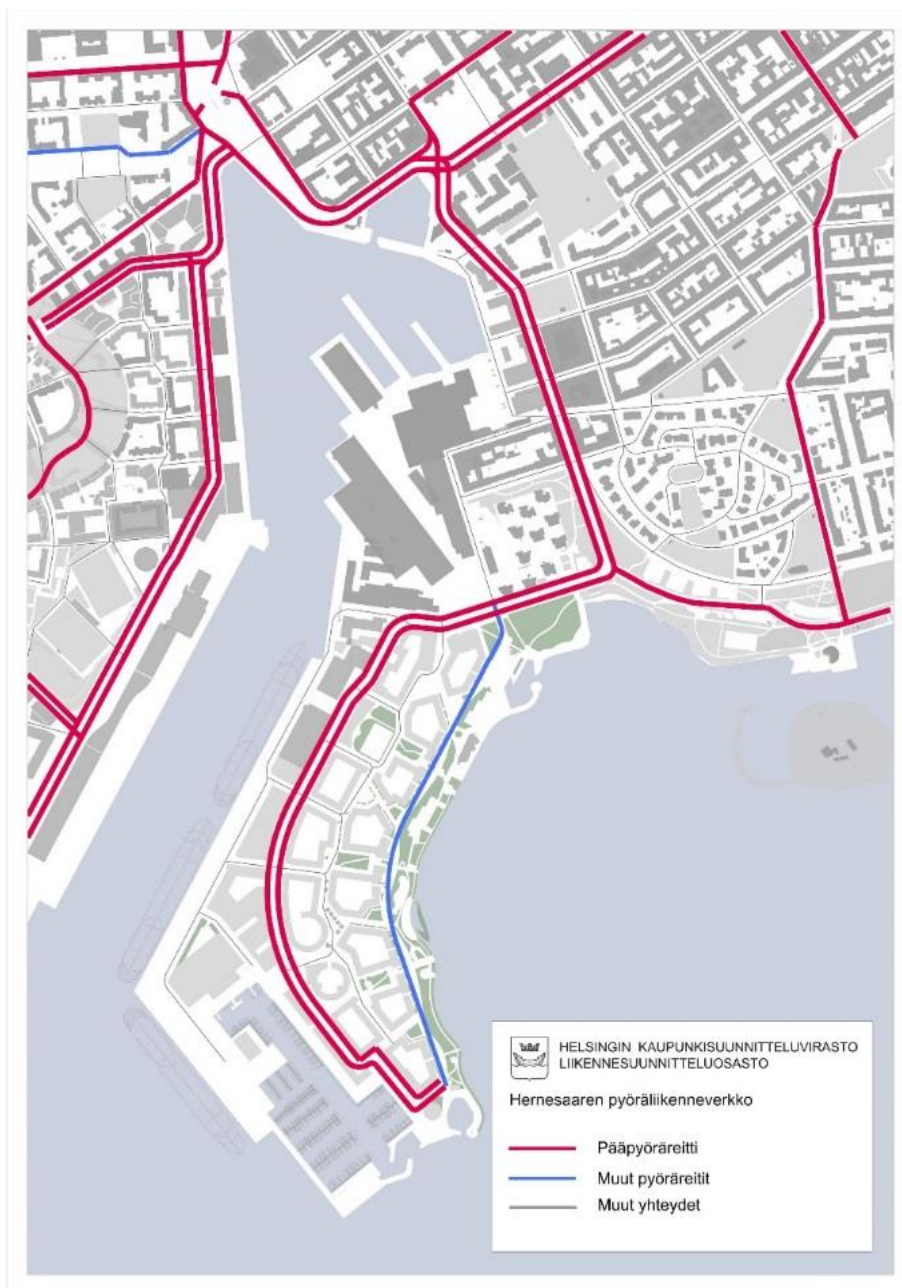 HELSINGIN KAUPUNKISUUNNITTELUVIRASTO
LIIKENNESUUNNITTELUOSASTO
Hernesaaren pyöräliikenneverkko
Pääpyöräreitti
Muut pyöräreitit
Muut yhteydet